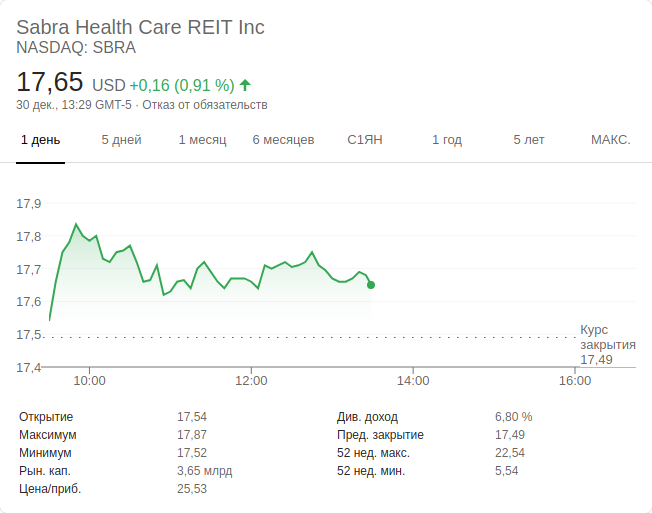 Sabra Health Care REIT Inc
NASDAQ: SBRA
17,65 USD +0,16 (0,91 %)
30 дек., 13:29 GMT-5 · Отказ от обязательств
1 день 5 дней 1 месяц 6 месяцев С1ЯН 1 год 5 лет МАКС.
17,9
17,8
17,7
17,6
17,5
17,4
Курс
закрытия
17,49
10:00 12:00 14:00 16:00
Открытие 17,54 Див. доход 6,80 %
Максимум 17,87 Пред. закрытие 17,49
Минимум 17,52 52 нед. макс. 22,54
Рын. кап. 3,65 млрд 52 нед. мин. 5,54
Цена/приб. 25,53